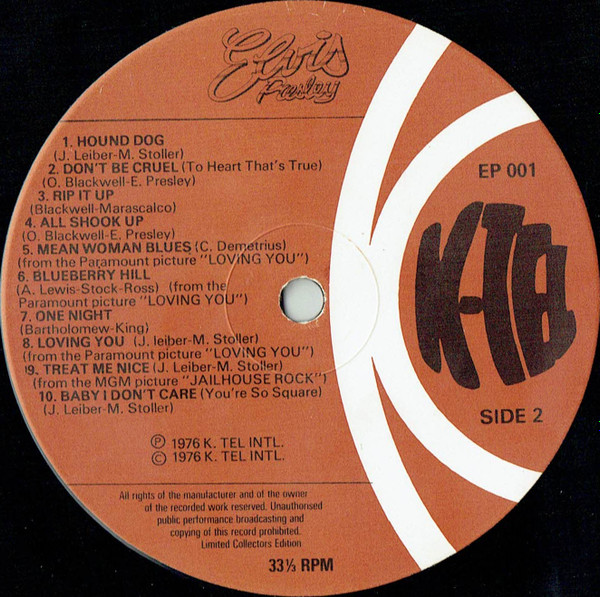 Elvis
Presley
1. HOUND DOG
(J. Leiber-M. Stoller)
2. DON'T BE CRUEL (To Heart That's True)
(O. Blackwell-E. Presley)
3. RIP IT UP
(Blackwell-Marascalco)
4. ALL SHOOK UP
(O. Blackwell-E. Presley)
5. MEAN WOMAN BLUES (C. Demetrius)
(from the Paramount picture "LOVING YOU")
6. BLUEBERRY HILL
(A. Lewis-Stock-Ross) (from the
Paramount picture "LOVING YOU")
7. ONE NIGHT
(Bartholomew-King)
8. LOVING YOU (J. leiber-M. Stoller)
(from the Paramount picture "LOVING YOU")
9. TREAT ME NICE (J. Leiber-M. Stoller)
(from the MGM picture "JAILHOUSE ROCK")
10. BABY I DON'T CARE (You're So Square)
(J. Leiber-M. Stoller)
Ⓟ 1976 K. TEL INTL.
© 1976 K. TEL INTL.
All rights of the manufacturer and of the owner
of the recorded work reserved. Unauthorised
public performance broadcasting and
copying of this record prohibited.
Limited Collectors Edition
33⅓ RPM
EP 001
K-TEL
SIDE 2